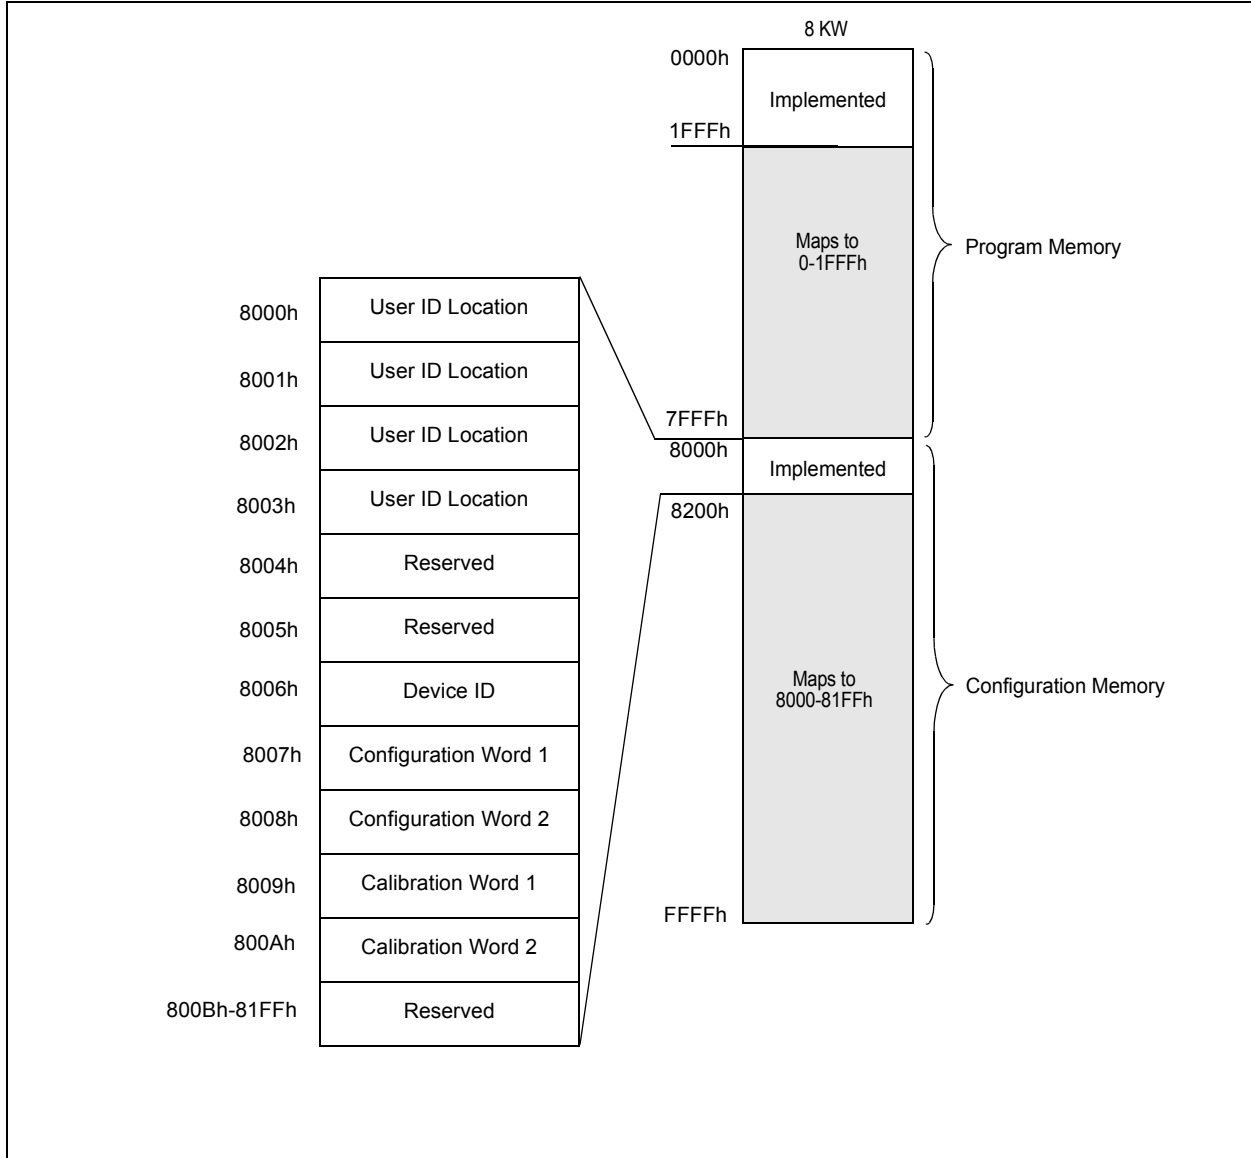 8 KW
0000h
Implemented
1FFFh
Maps to
0-1FFFh
Program Memory
7FFFh
8000h
Implemented
8200h
Maps to
8000-81FFh
Configuration Memory
FFFFh
8000h
User ID Location
8001h
User ID Location
8002h
User ID Location
8003h
User ID Location
8004h
Reserved
8005h
Reserved
8006h
Device ID
8007h
Configuration Word 1
8008h
Configuration Word 2
8009h
Calibration Word 1
800Ah
Calibration Word 2
800Bh-81FFh
Reserved